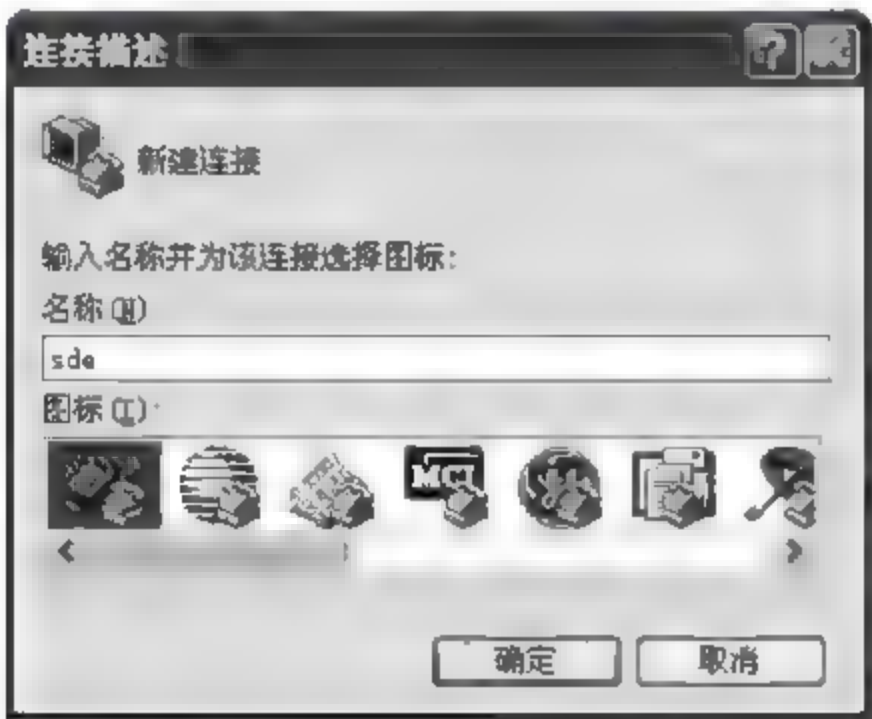 连接描述
新建连接
输入名称并为该连接选择图标:
名称(N)
sde
图标(I):
MCI
确定
取消